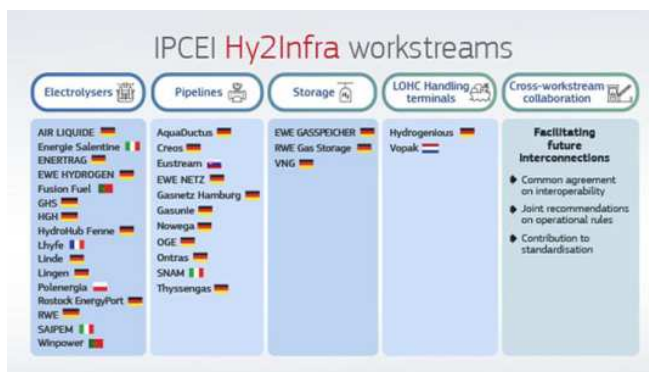 IPCEI Hy2Infra workstreams
Electrolysers
AIR LIQUIDE
Energie Salentine
ENERTRAG
EWE HYDROGEN
Fusion Fuel
GHS
HGH
HydroHub Fenne
Lhyfe
Linde
Lingen
Polenergia
Rostock EnergyPort
RWE
SAIPEM
Winpower
Pipelines
AquaDuctus
Creos
Eustream
EWE NETZ
Gasnetz Hamburg
Gasunie
Nowega
OGE
Ontras
SNAM
Thyssengas
Storage
EWE GASSPEICHER
RWE Gas Storage
VNG
LOHC Handling
terminals
Hydrogenious
Vopak
Cross-workstream
collaboration
Facilitating
future
Interconnections
Common agreement
on interoperability
Joint recommendations
on operational rules
Contribution to
standardisation